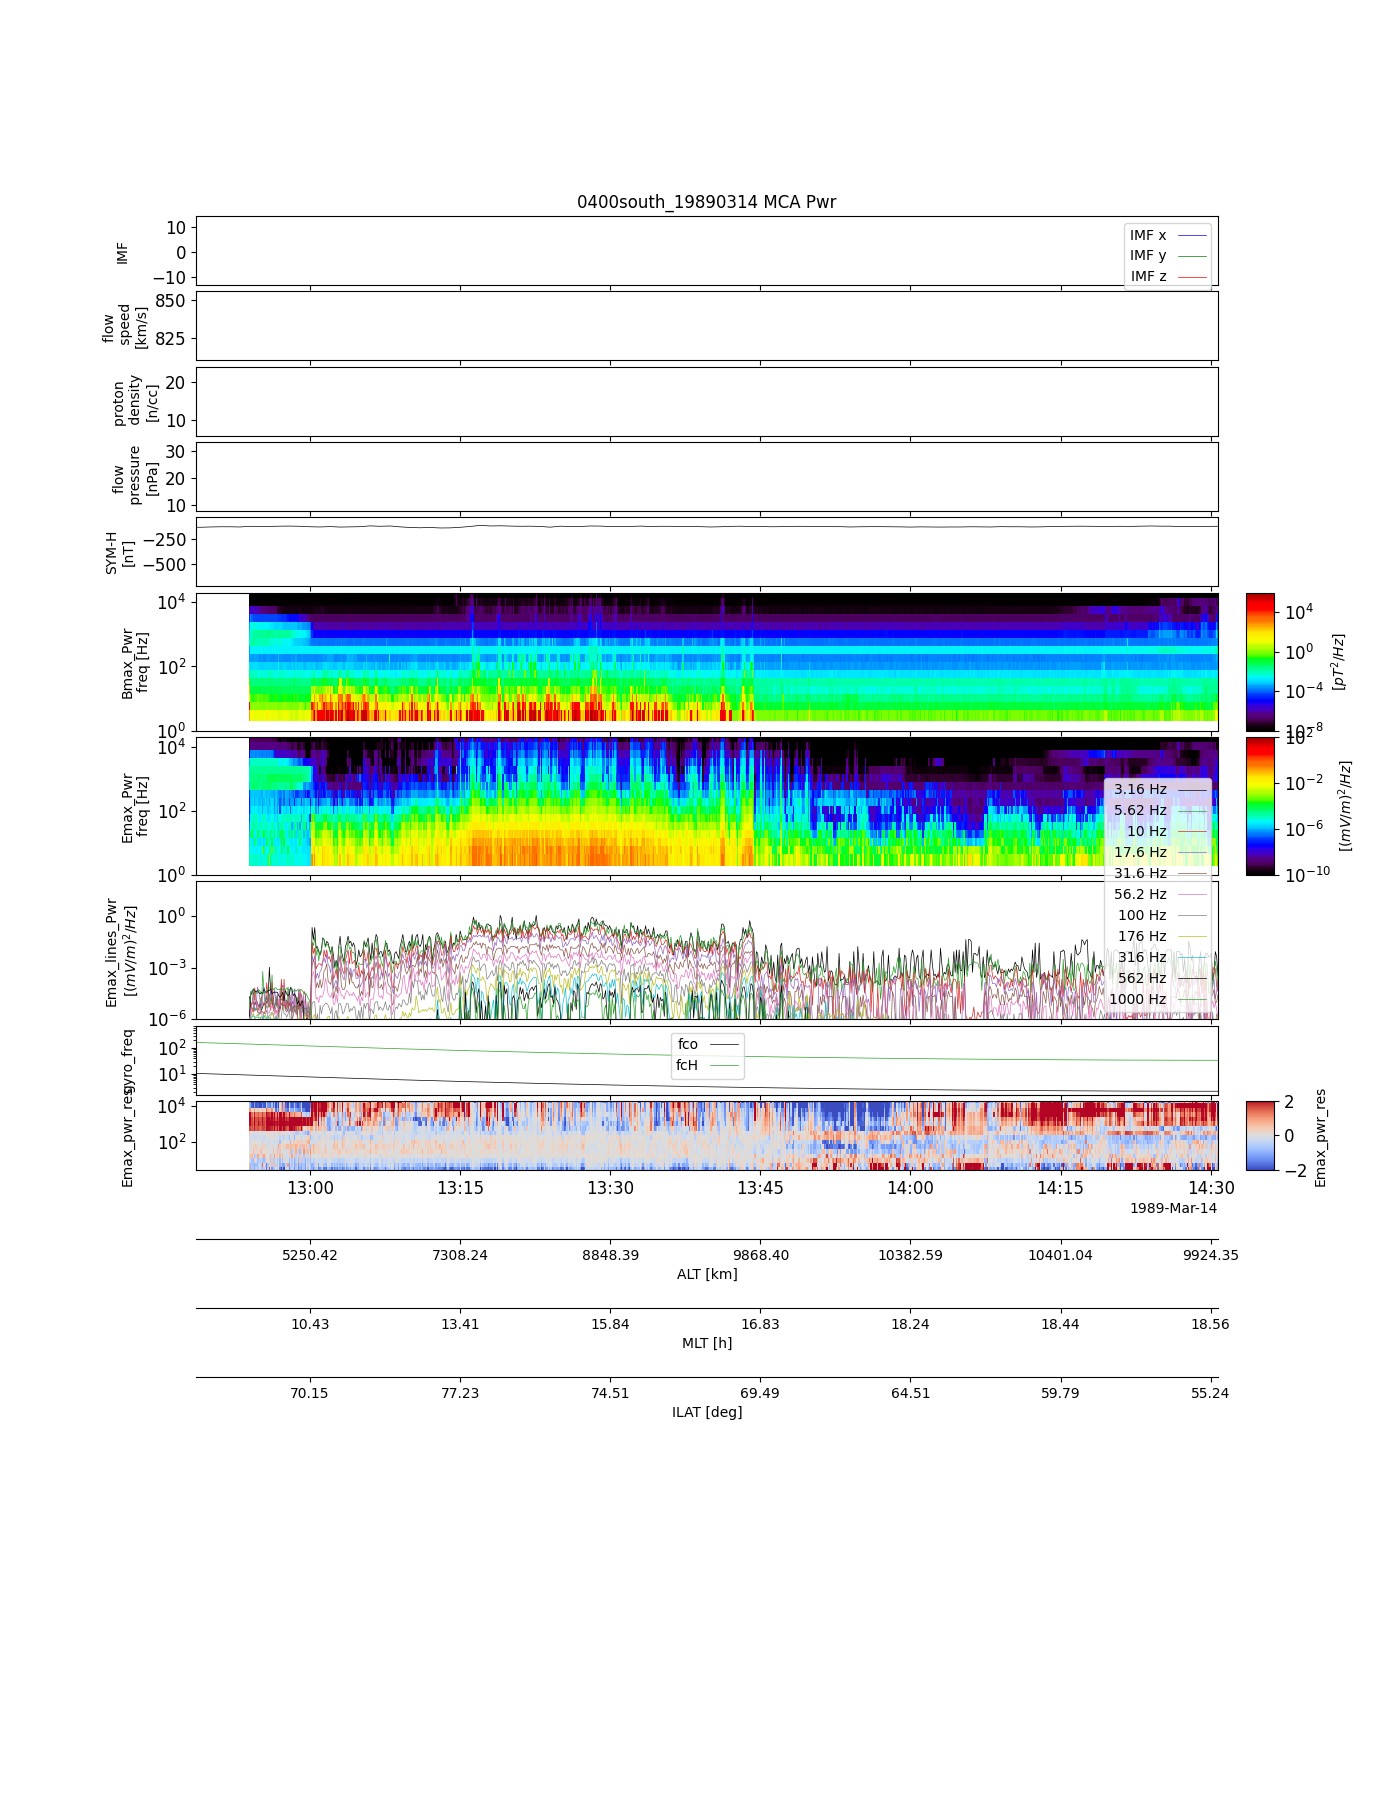 0400south_19890314 MCA Pwr
10
0
−10
IMF
IMF x
IMF y
IMF z
850
825
flow
speed
[km/s]
20
10
proton
density
[n/cc]
30
20
10
flow
pressure
[nPa]
−250
−500
SYM-H
[nT]
10^4
10^2
10^0
Bmax_Pwr
freq [Hz]
10^4
10^0
10^−4
10^−8
[pT^2/Hz]
10^4
10^2
10^0
Emax_Pwr
freq [Hz]
10^2
10^−2
10^−6
10^−10
[(mV/m)^2/Hz]
3.16 Hz
5.62 Hz
10 Hz
17.6 Hz
31.6 Hz
56.2 Hz
100 Hz
176 Hz
316 Hz
562 Hz
1000 Hz
10^0
10^−3
10^−6
Emax_lines_Pwr
[(mV/m)^2/Hz]
10^2
10^1
gyro_freq
fco
fcH
10^4
10^2
Emax_pwr_res
2
0
−2
Emax_pwr_res
13:00 13:15 13:30 13:45 14:00 14:15 14:30
1989-Mar-14
5250.42 7308.24 8848.39 9868.40 10382.59 10401.04 9924.35
ALT [km]
10.43 13.41 15.84 16.83 18.24 18.44 18.56
MLT [h]
70.15 77.23 74.51 69.49 64.51 59.79 55.24
ILAT [deg]